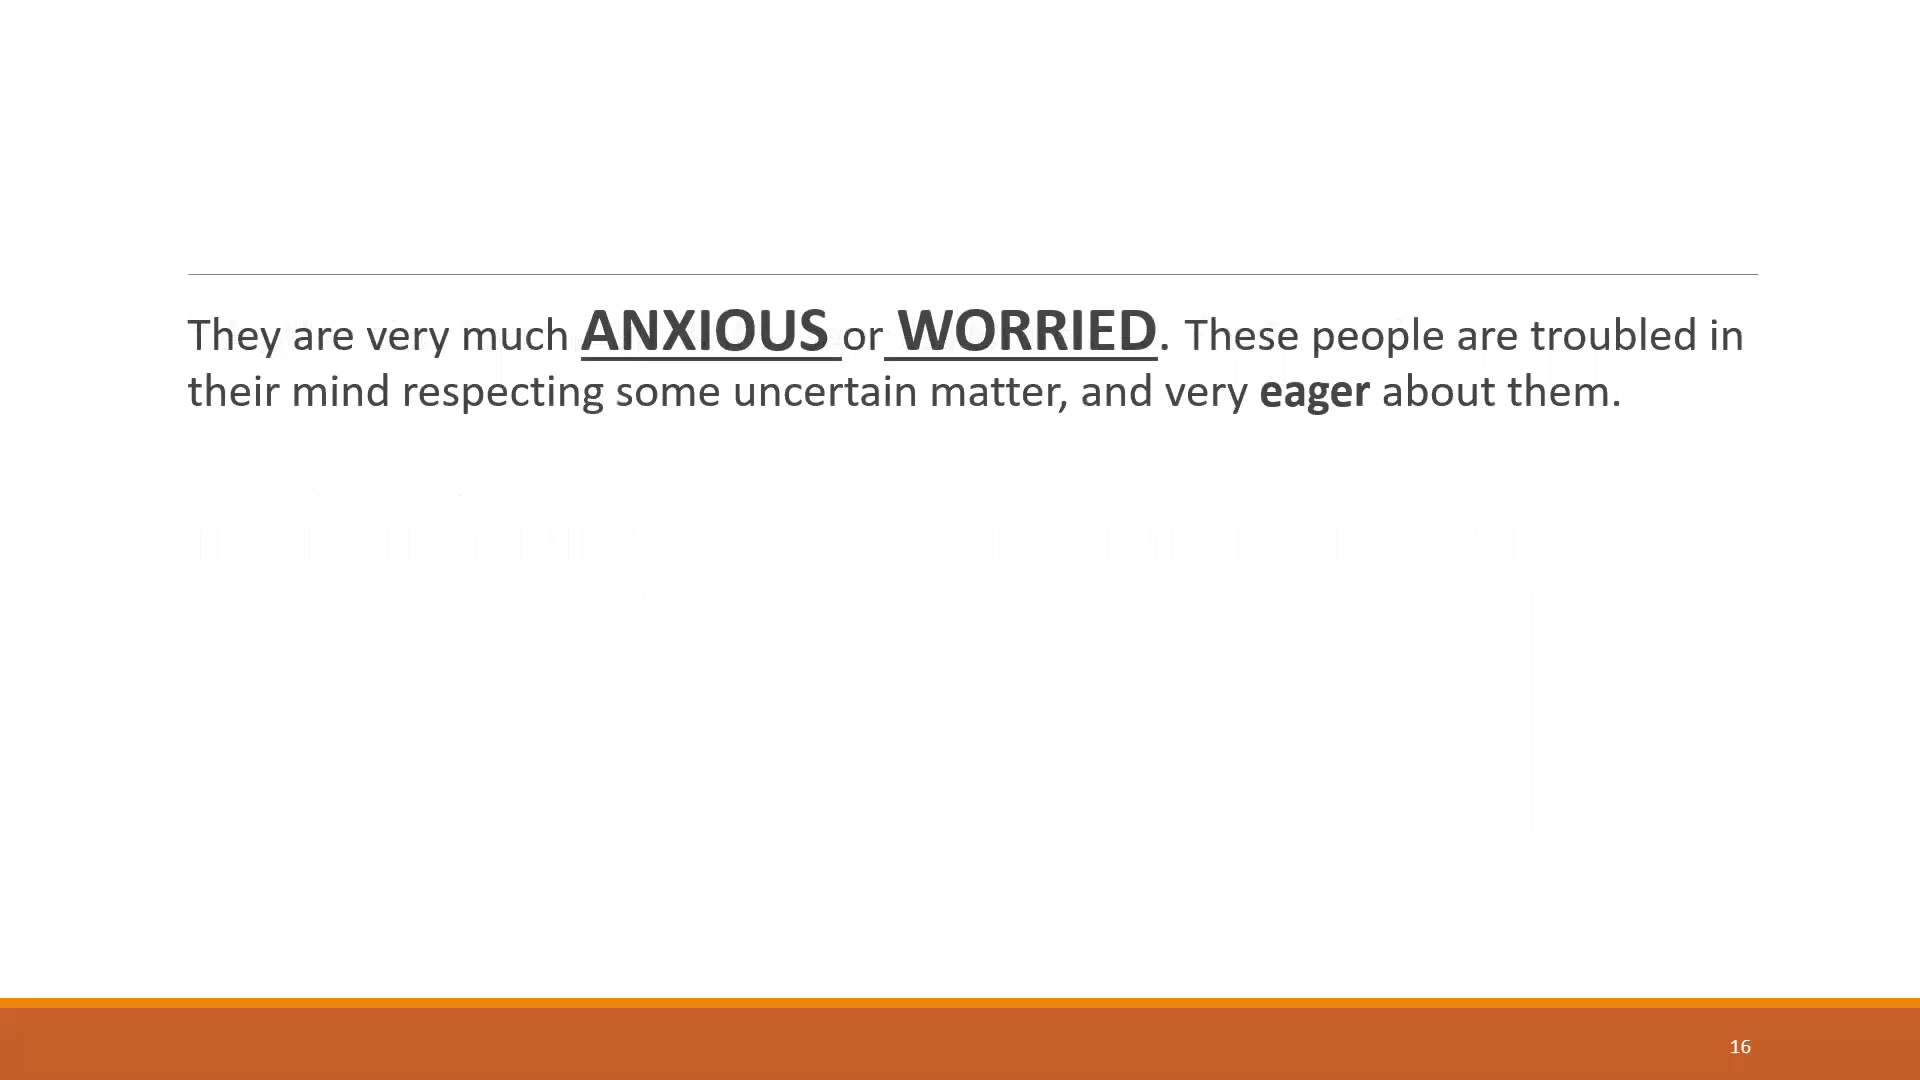 They are very much ANXIOUS or WORRIED. These people are troubled in
their mind respecting some uncertain matter, and very eager about them.
16